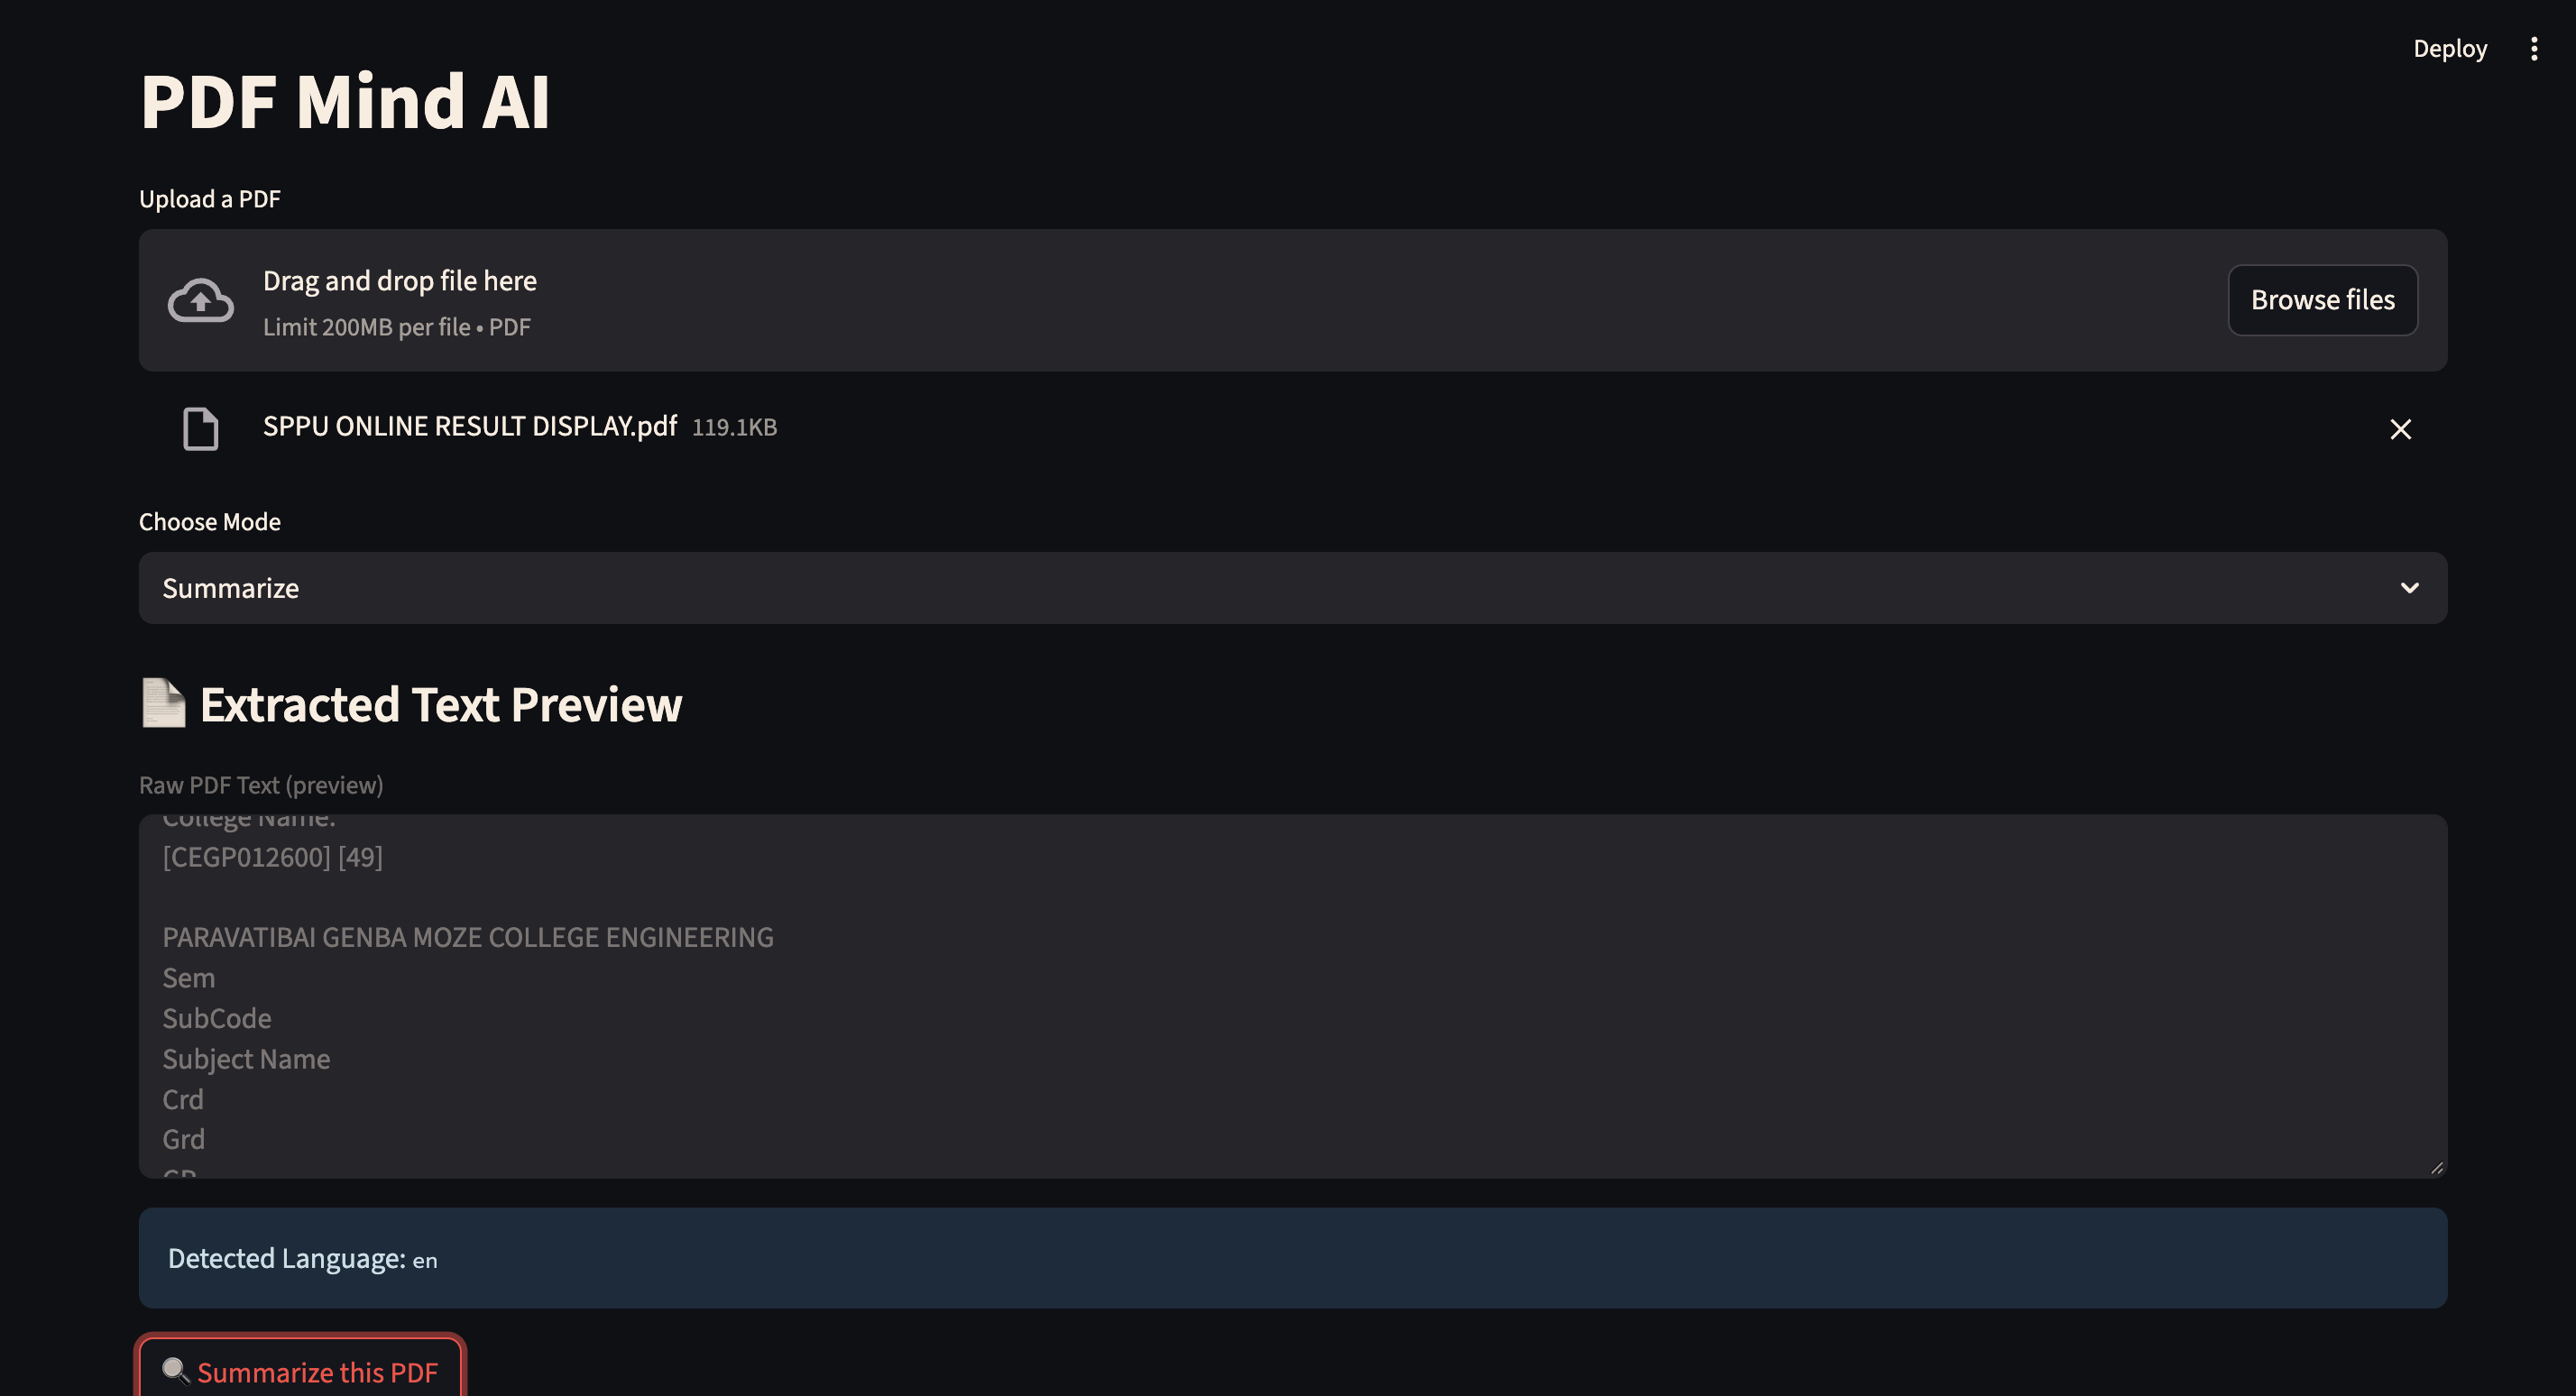 Deploy
PDF Mind AI
Upload a PDF
Drag and drop file here
Limit 200MB per file • PDF
Browse files
SPPU ONLINE RESULT DISPLAY.pdf 119.1KB
Choose Mode
Summarize
Extracted Text Preview
Raw PDF Text (preview)
College Name:
[CEGP012600] [49]
PARAVATIBAI GENBA MOZE COLLEGE ENGINEERING
Sem
SubCode
Subject Name
Crd
Grd
Detected Language: en
Summarize this PDF